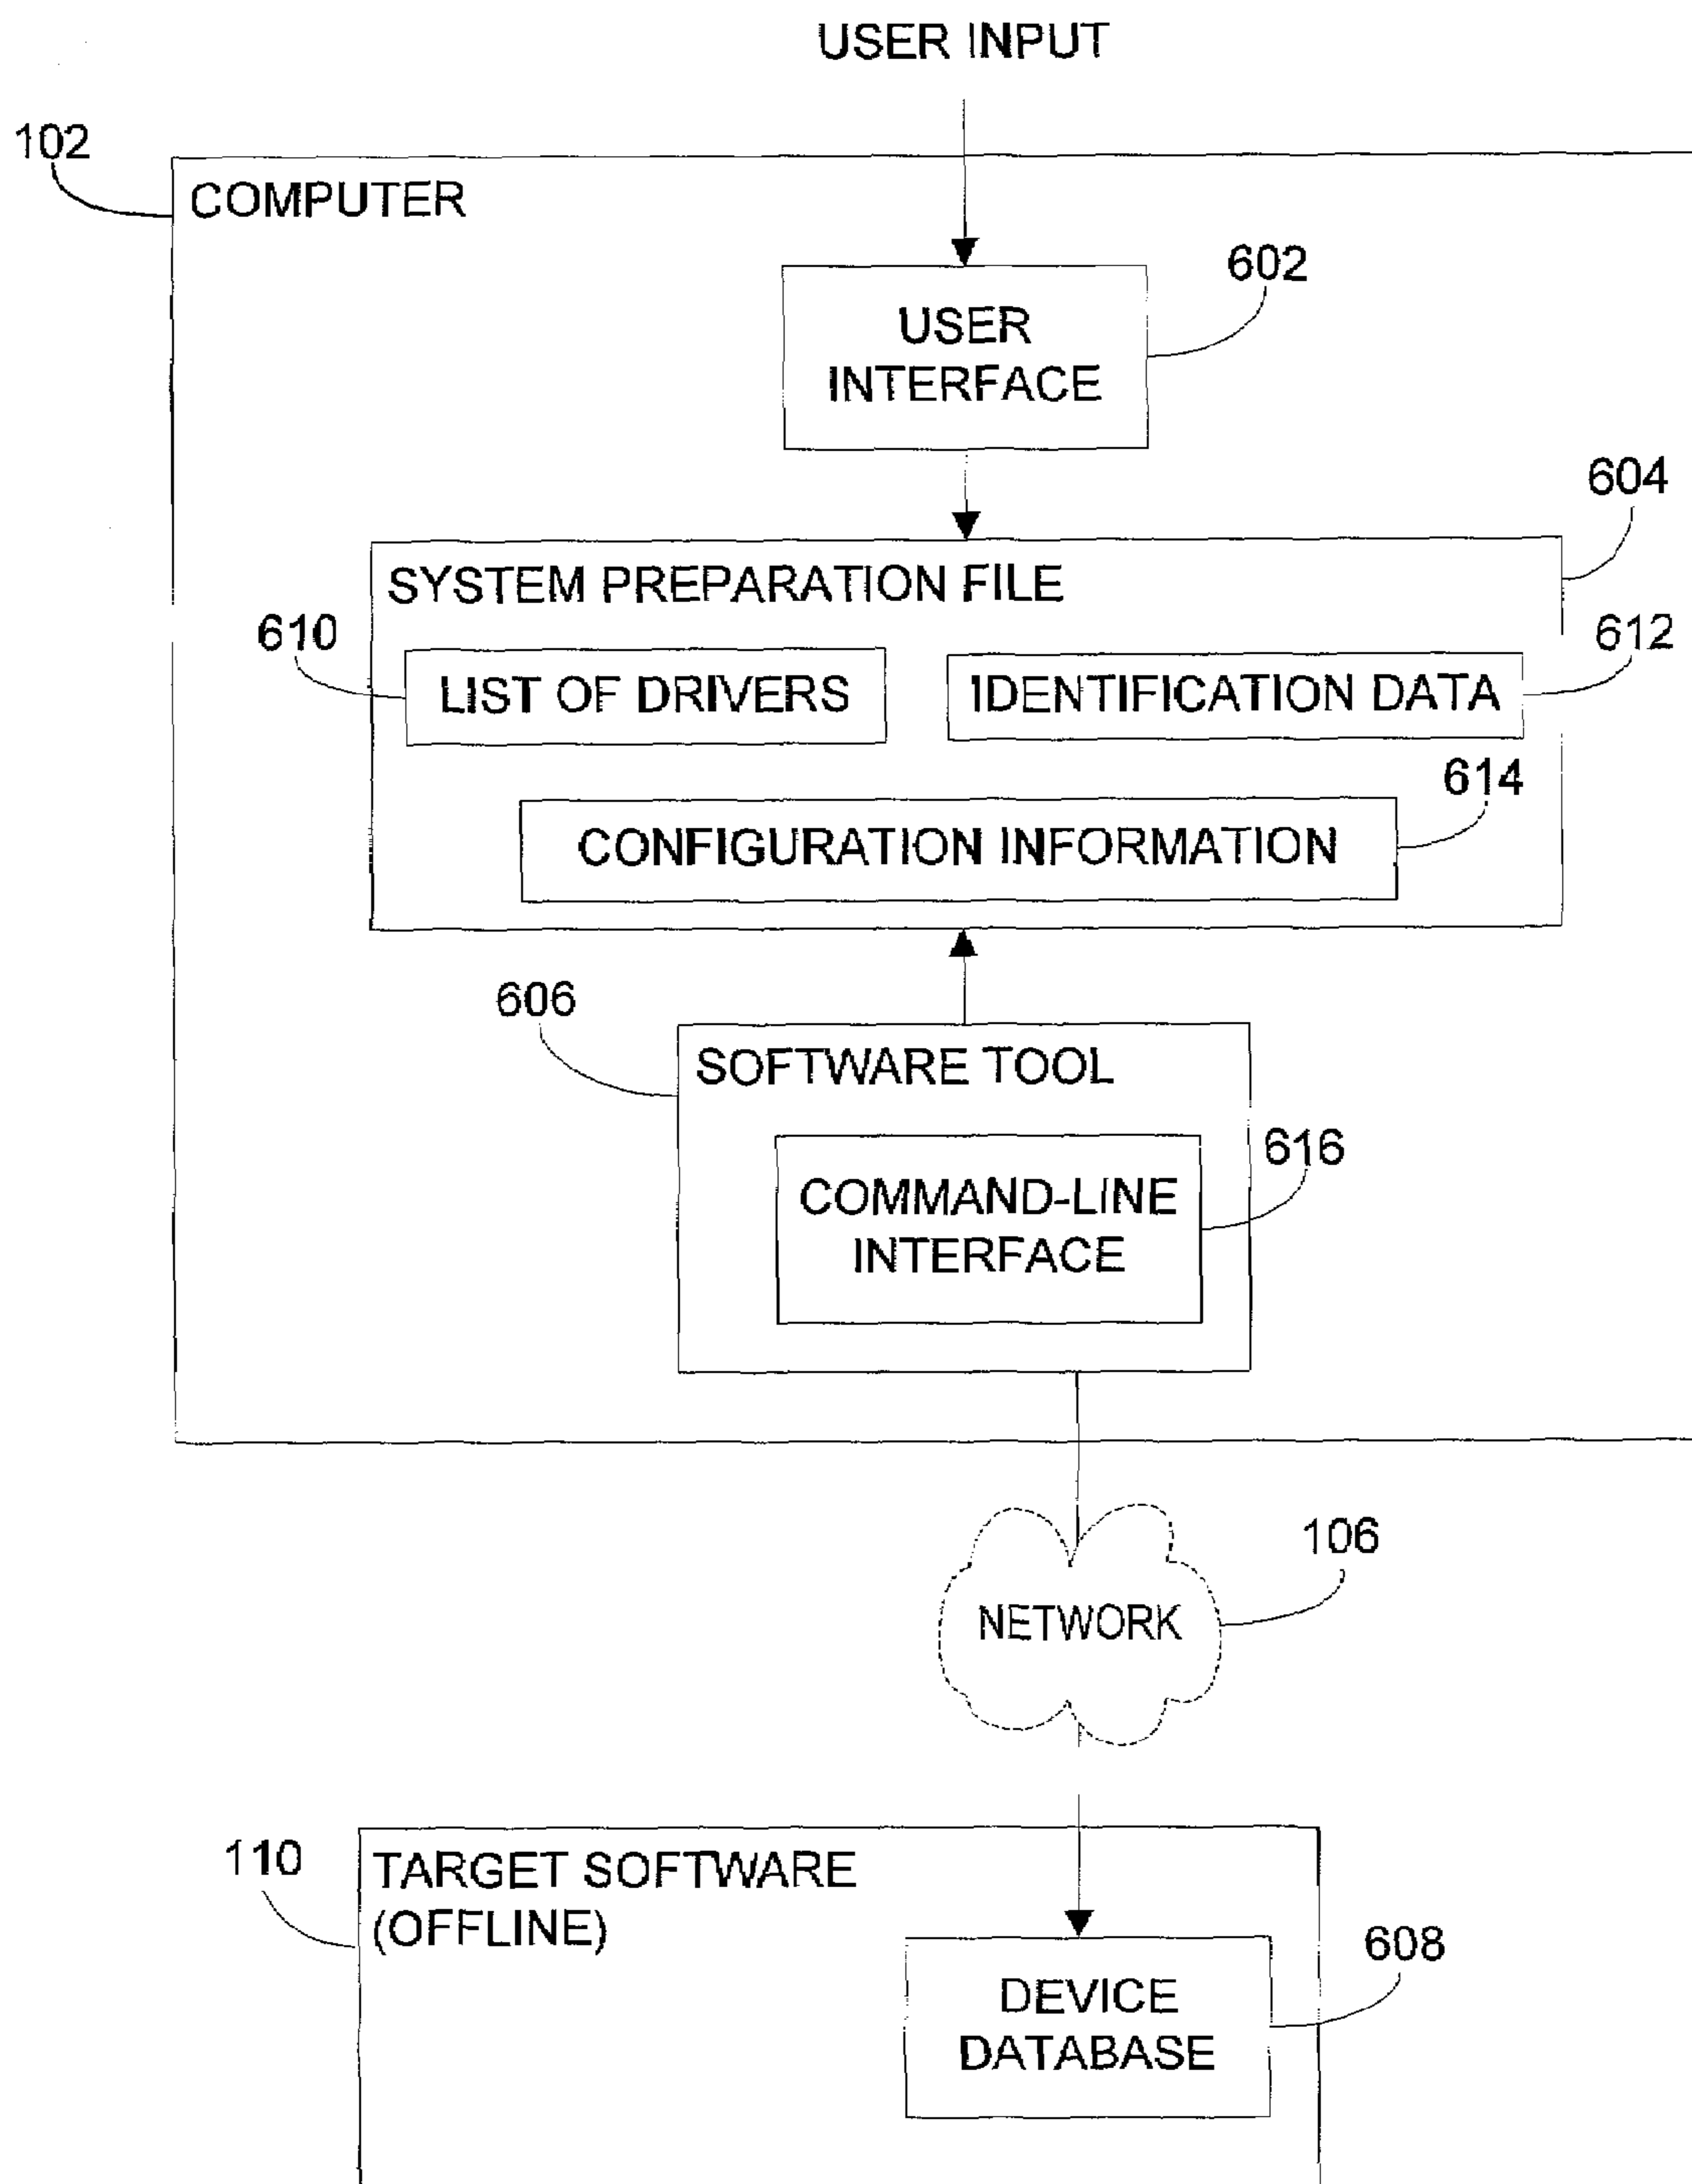 USER INPUT
102
COMPUTER
602
USER
INTERFACE
604
SYSTEM PREPARATION FILE
610
612
LIST OF DRIVERS
IDENTIFICATION DATA
614
CONFIGURATION INFORMATION
606
SOFTWARE TOOL
616
COMMAND-LINE
INTERFACE
106
NETWORK
110
TARGET SOFTWARE
(OFFLINE)
608
DEVICE
DATABASE